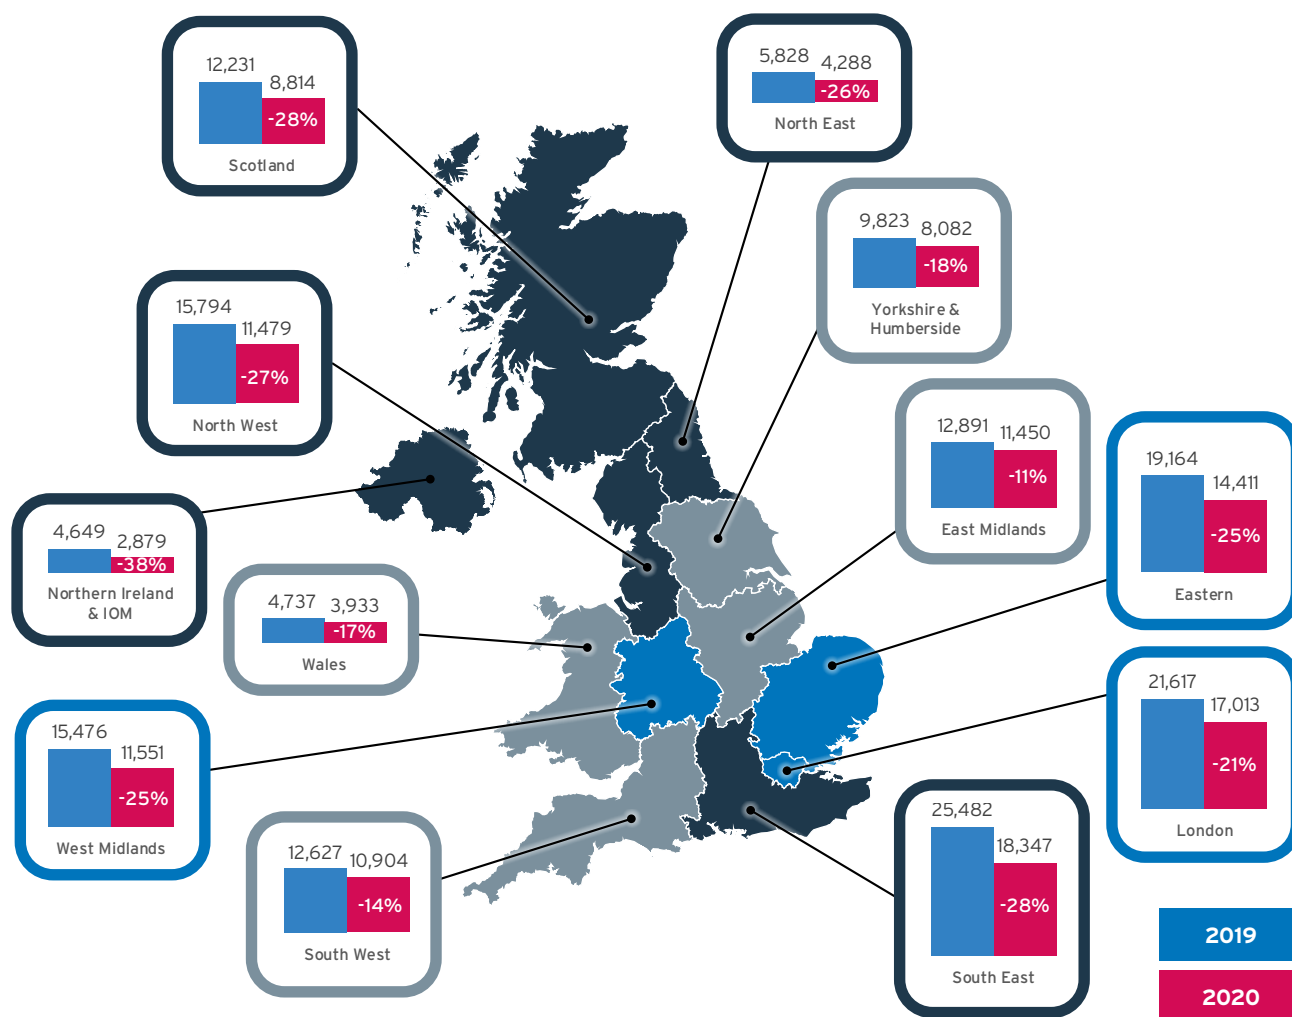 12,231
8,814
-28%
Scotland
5,828
4,288
-26%
North East
9,823
8,082
-18%
Yorkshire &
Humberside
15,794
11,479
-27%
North West
12,891
11,450
-11%
East Midlands
19,164
14,411
-25%
Eastern
4,649
2,879
-38%
Northern Ireland
& IOM
4,737
3,933
-17%
Wales
21,617
17,013
-21%
London
15,476
11,551
-25%
West Midlands
12,627
10,904
-14%
South West
25,482
18,347
-28%
South East
2019
2020